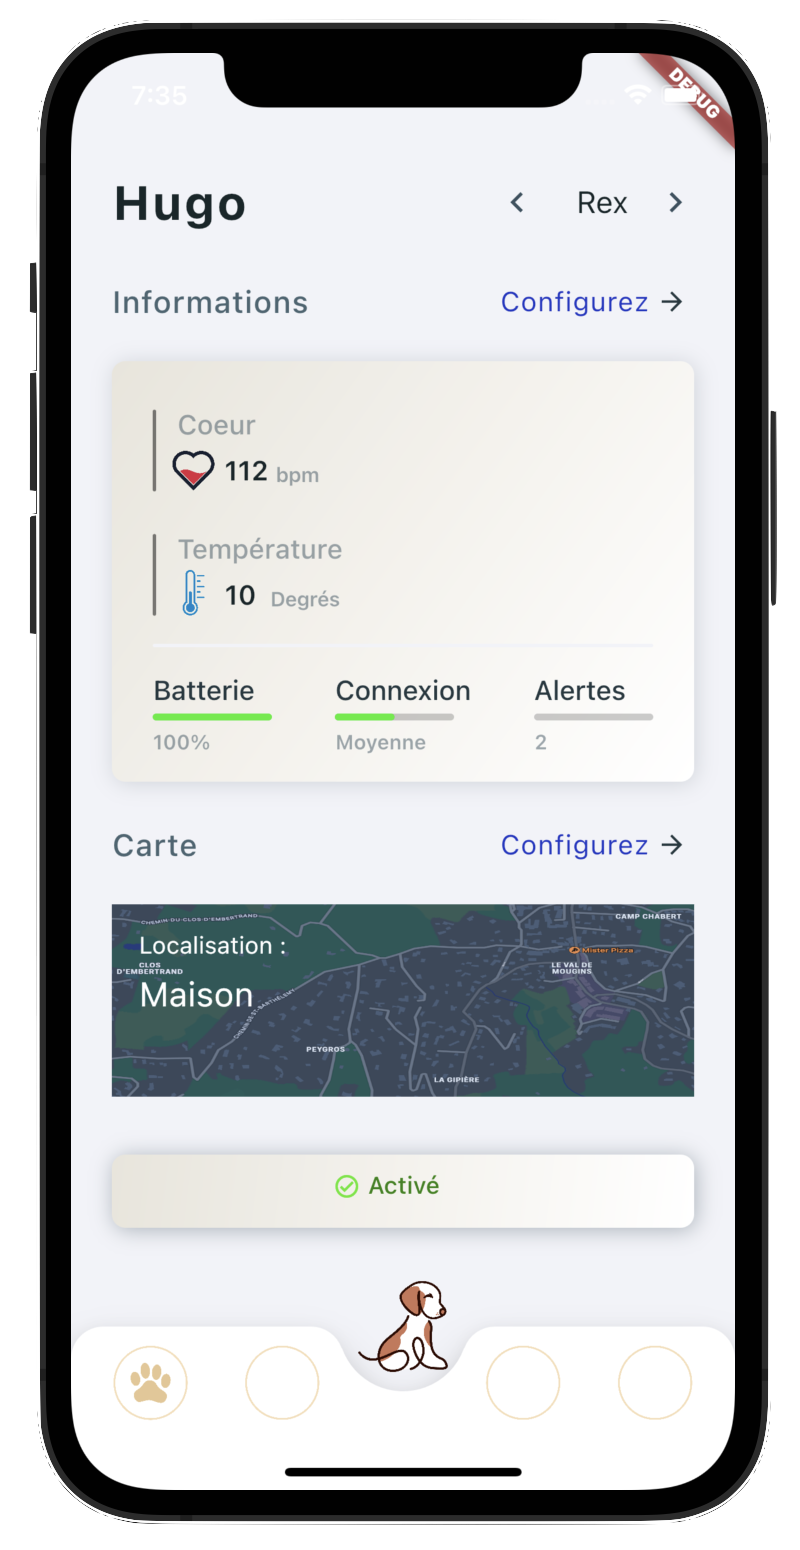 7:35
DEBUG
Hugo
Rex
Informations
Configurez
Coeur
112 bpm
Température
10 Degrés
Batterie
Connexion
Alertes
100%
Moyenne
2
Carte
Configurez
CHEMIN DU CLOS D'EMBERTRAND
CAMP CHABERT
Localisation :
Mister Pizza
CLOS
D'EMBERTRAND
LE VAL DE
MOUGINS
Maison
CHEMIN DE ST BARTHÉLEMY
PEYGROS
LA GIPIÈRE
Activé